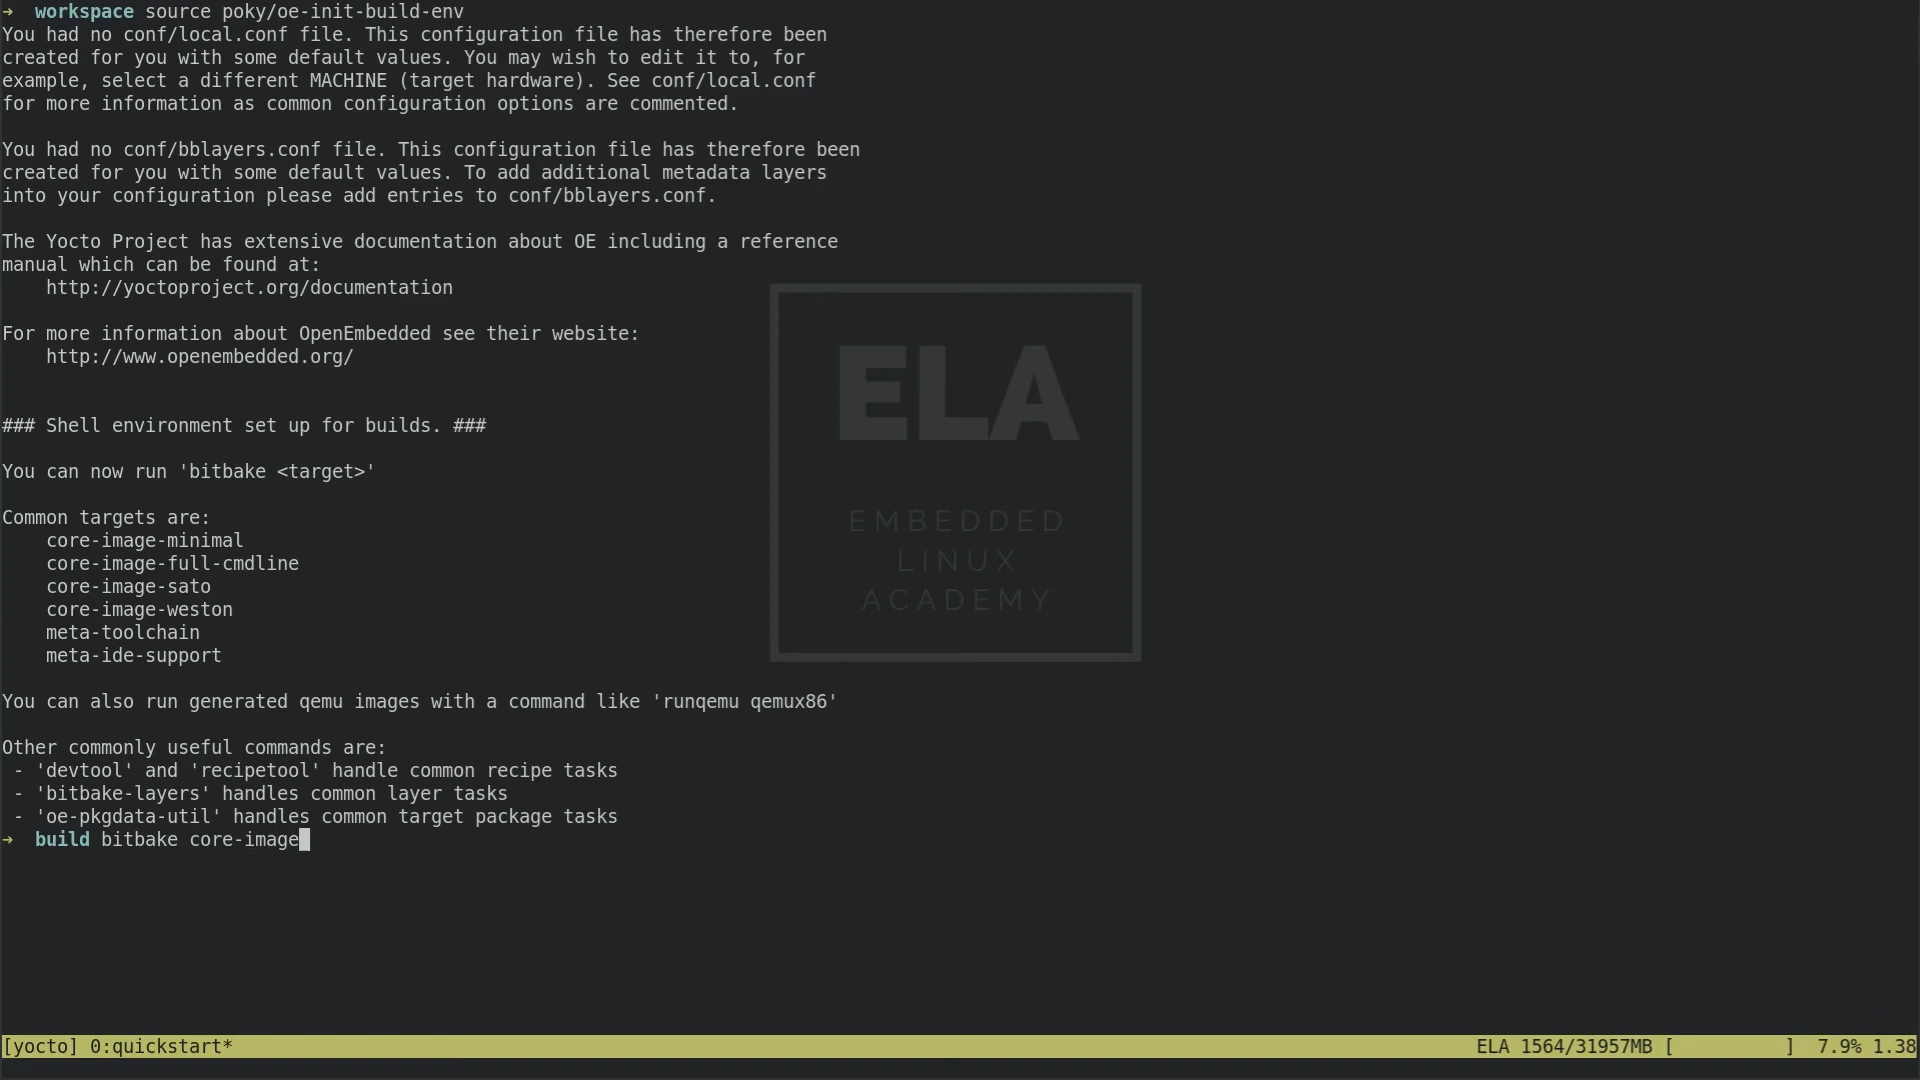 →  workspace source poky/oe-init-build-env
You had no conf/local.conf file. This configuration file has therefore been
created for you with some default values. You may wish to edit it to, for
example, select a different MACHINE (target hardware). See conf/local.conf
for more information as common configuration options are commented.

You had no conf/bblayers.conf file. This configuration file has therefore been
created for you with some default values. To add additional metadata layers
into your configuration please add entries to conf/bblayers.conf.

The Yocto Project has extensive documentation about OE including a reference
manual which can be found at:
    http://yoctoproject.org/documentation

For more information about OpenEmbedded see their website:
    http://www.openembedded.org/

### Shell environment set up for builds. ###

You can now run 'bitbake <target>'

Common targets are:
    core-image-minimal
    core-image-full-cmdline
    core-image-sato
    core-image-weston
    meta-toolchain
    meta-ide-support

You can also run generated qemu images with a command like 'runqemu qemux86'

Other commonly useful commands are:
 - 'devtool' and 'recipetool' handle common recipe tasks
 - 'bitbake-layers' handles common layer tasks
 - 'oe-pkgdata-util' handles common target package tasks
→  build bitbake core-image
ELA
EMBEDDED
LINUX
ACADEMY
[yocto] 0:quickstart* ELA 1564/31957MB [          ]  7.9% 1.38